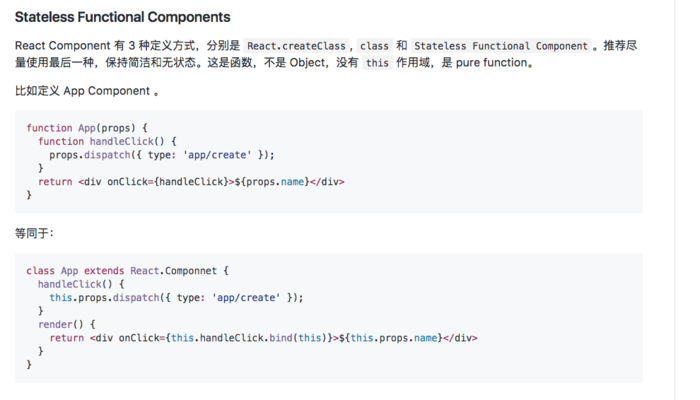 Stateless Functional Components
React Component 有 3 种定义方式，分别是 React.createClass , class 和 Stateless Functional Component 。推荐尽
量使用最后一种，保持简洁和无状态。这是函数，不是 Object，没有 this 作用域，是 pure function。
比如定义 App Component 。
function App(props) {
  function handleClick() {
    props.dispatch({ type: 'app/create' });
  }
  return <div onClick={handleClick}>${props.name}</div>
}
等同于：
class App extends React.Componnet {
  handleClick() {
    this.props.dispatch({ type: 'app/create' });
  }
  render() {
    return <div onClick={this.handleClick.bind(this)}>${this.props.name}</div>
  }
}